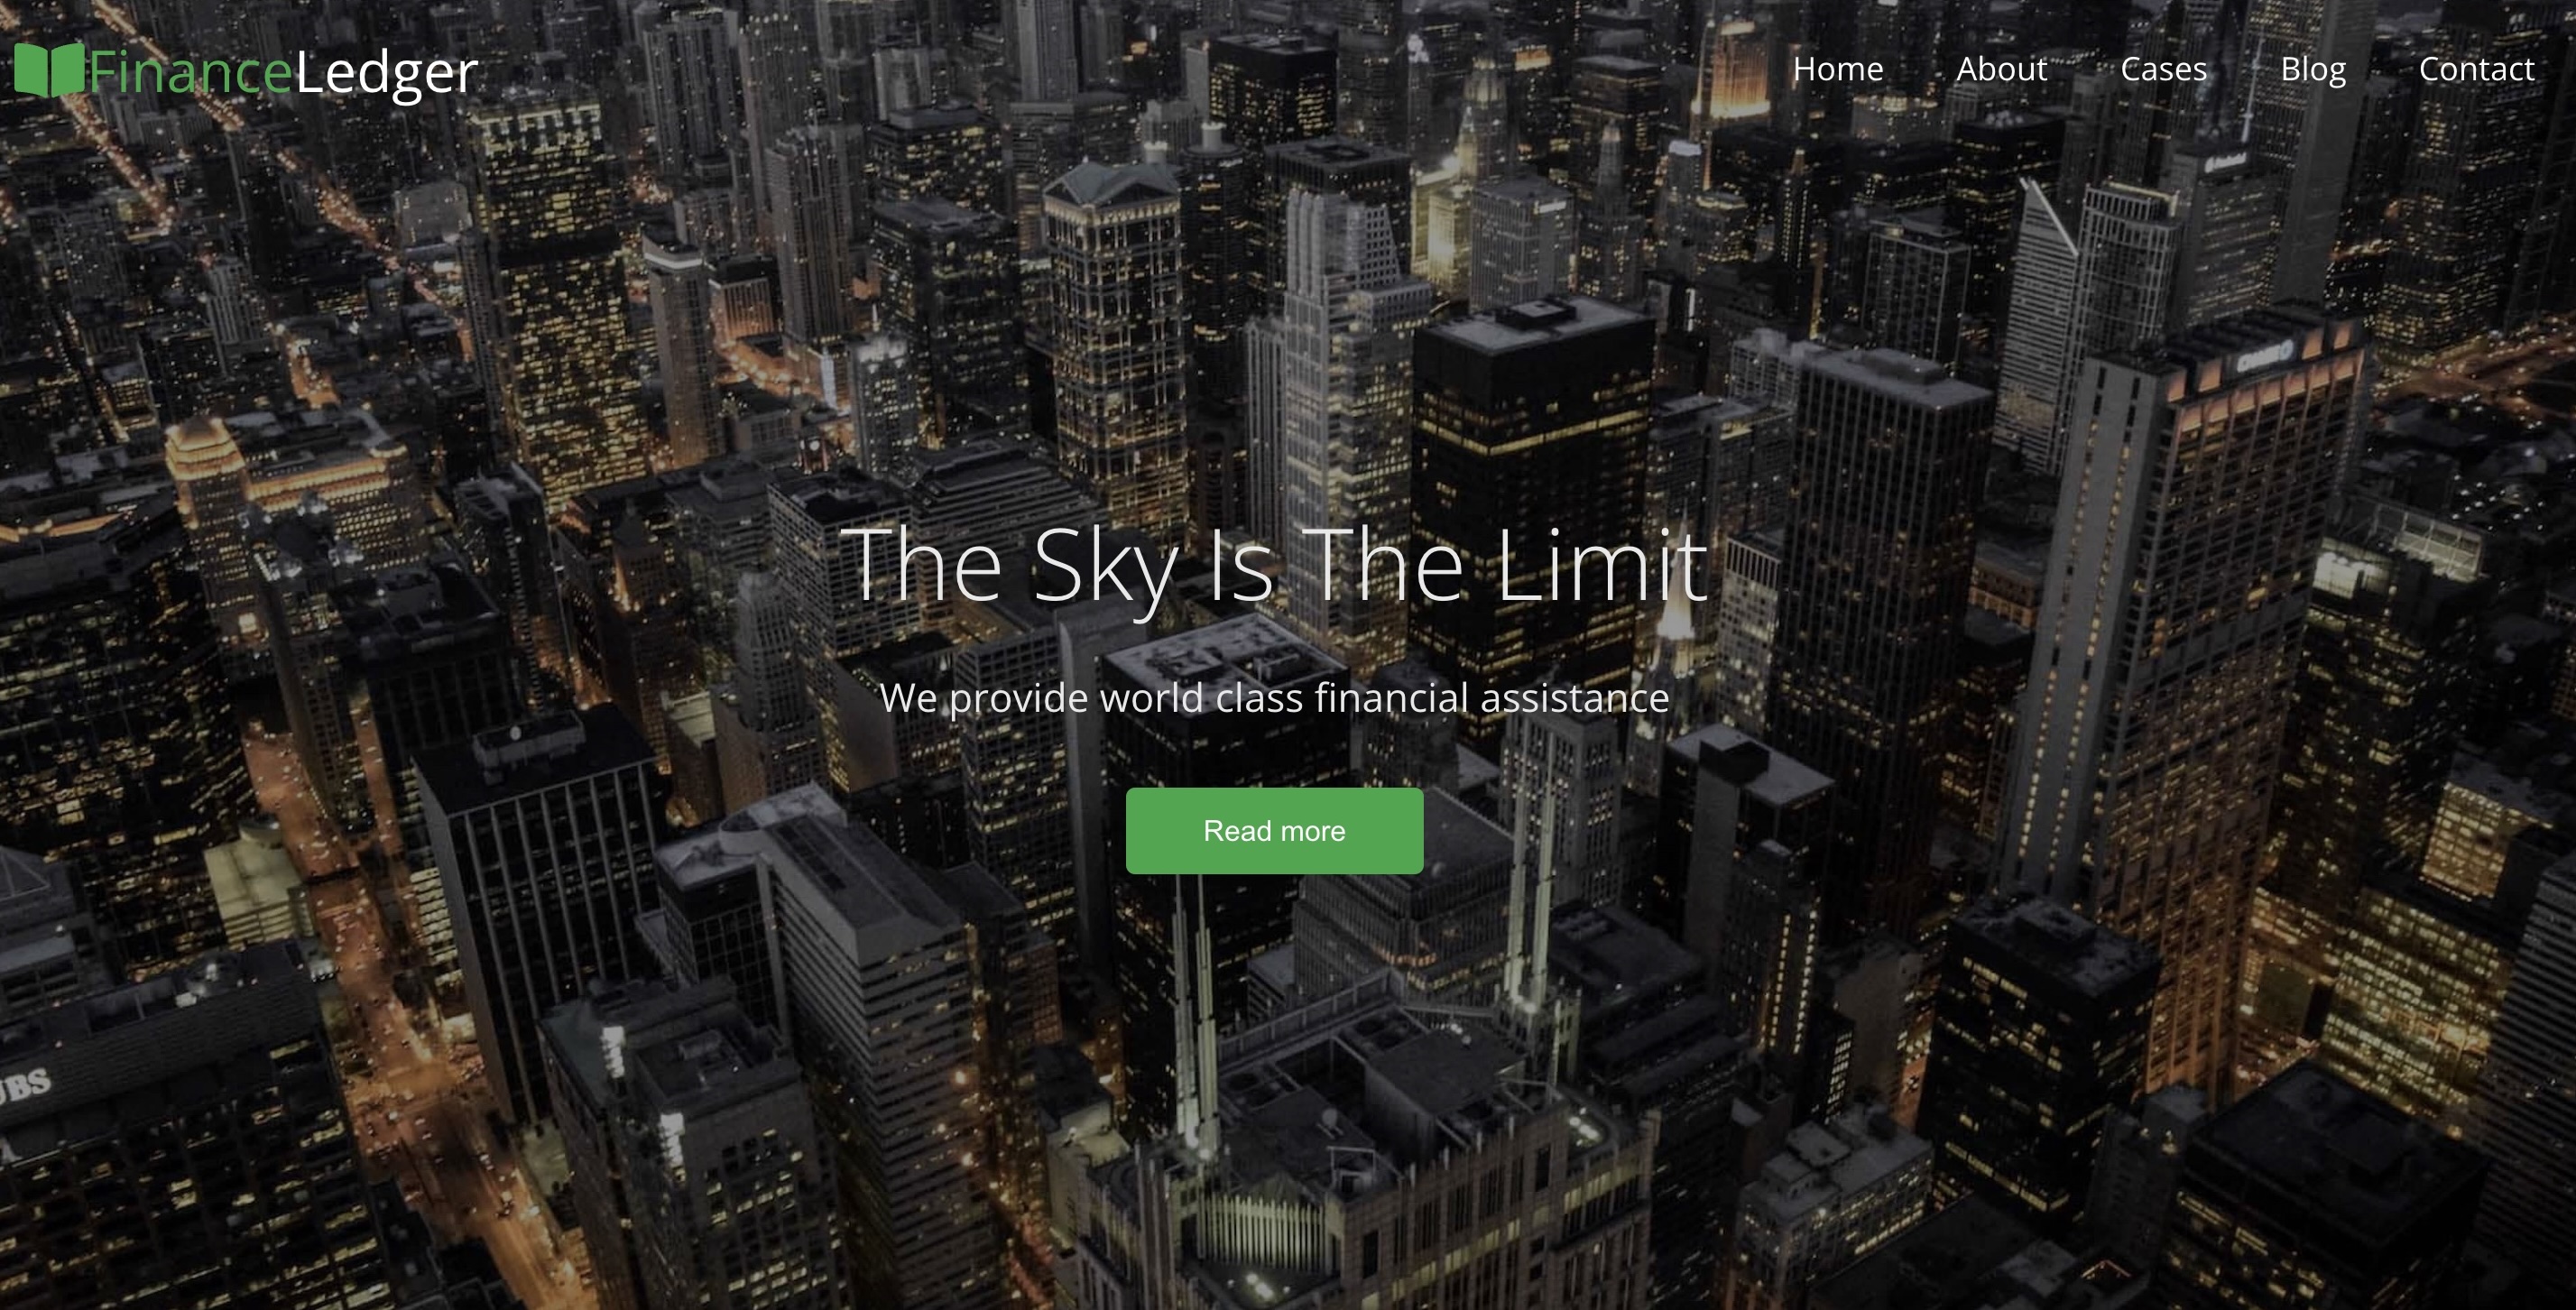 FinanceLedger
Home About Cases Blog Contact
The Sky Is The Limit
We provide world class financial assistance
Read more
UBS